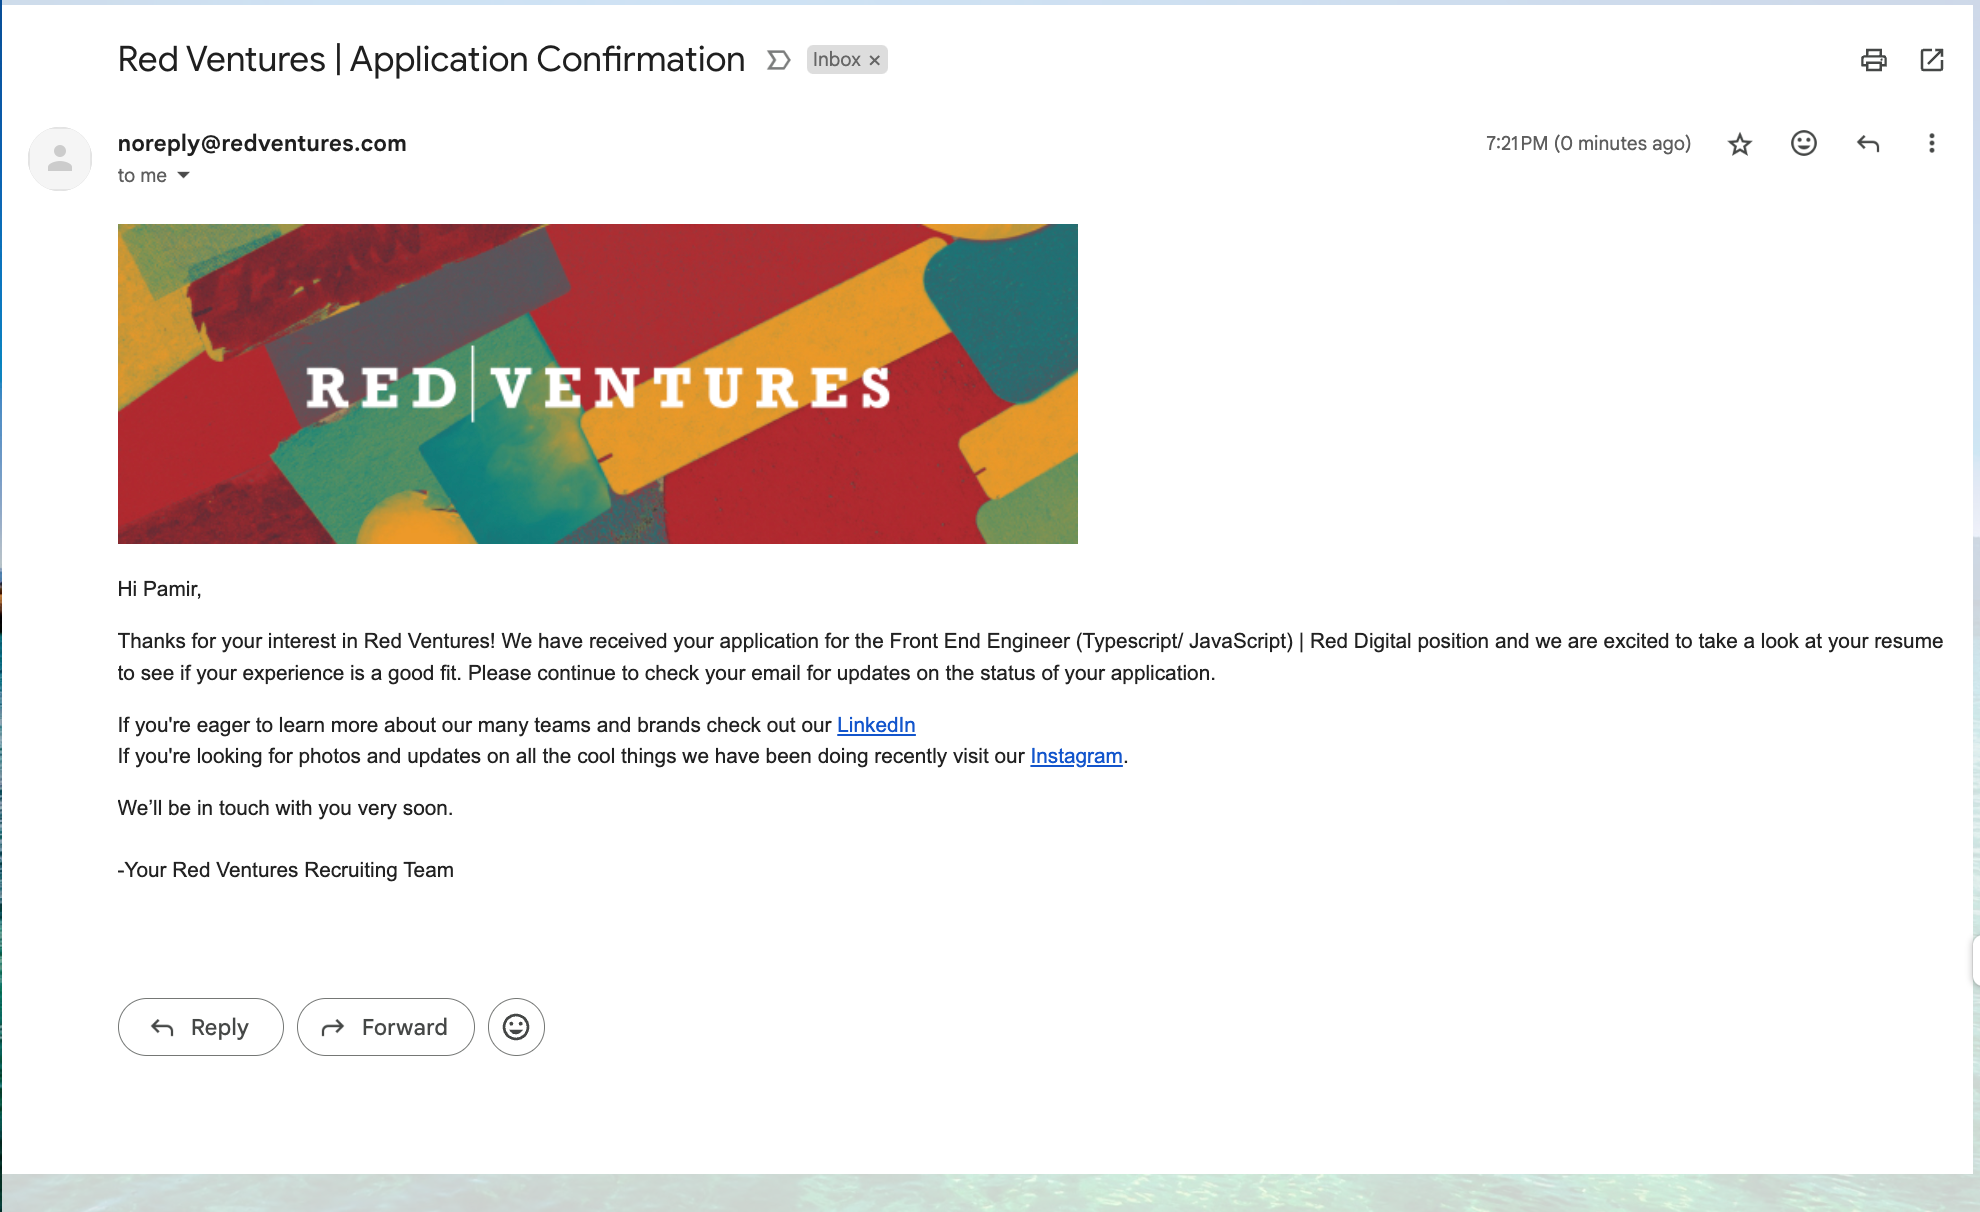 Red Ventures | Application Confirmation
Inbox ×
noreply@redventures.com
7:21 PM (0 minutes ago)
to me
RED|VENTURES
Hi Pamir,
Thanks for your interest in Red Ventures! We have received your application for the Front End Engineer (Typescript/ JavaScript) | Red Digital position and we are excited to take a look at your resume
to see if your experience is a good fit. Please continue to check your email for updates on the status of your application.
If you're eager to learn more about our many teams and brands check out our LinkedIn
If you're looking for photos and updates on all the cool things we have been doing recently visit our Instagram.
We’ll be in touch with you very soon.
-Your Red Ventures Recruiting Team
Reply
Forward